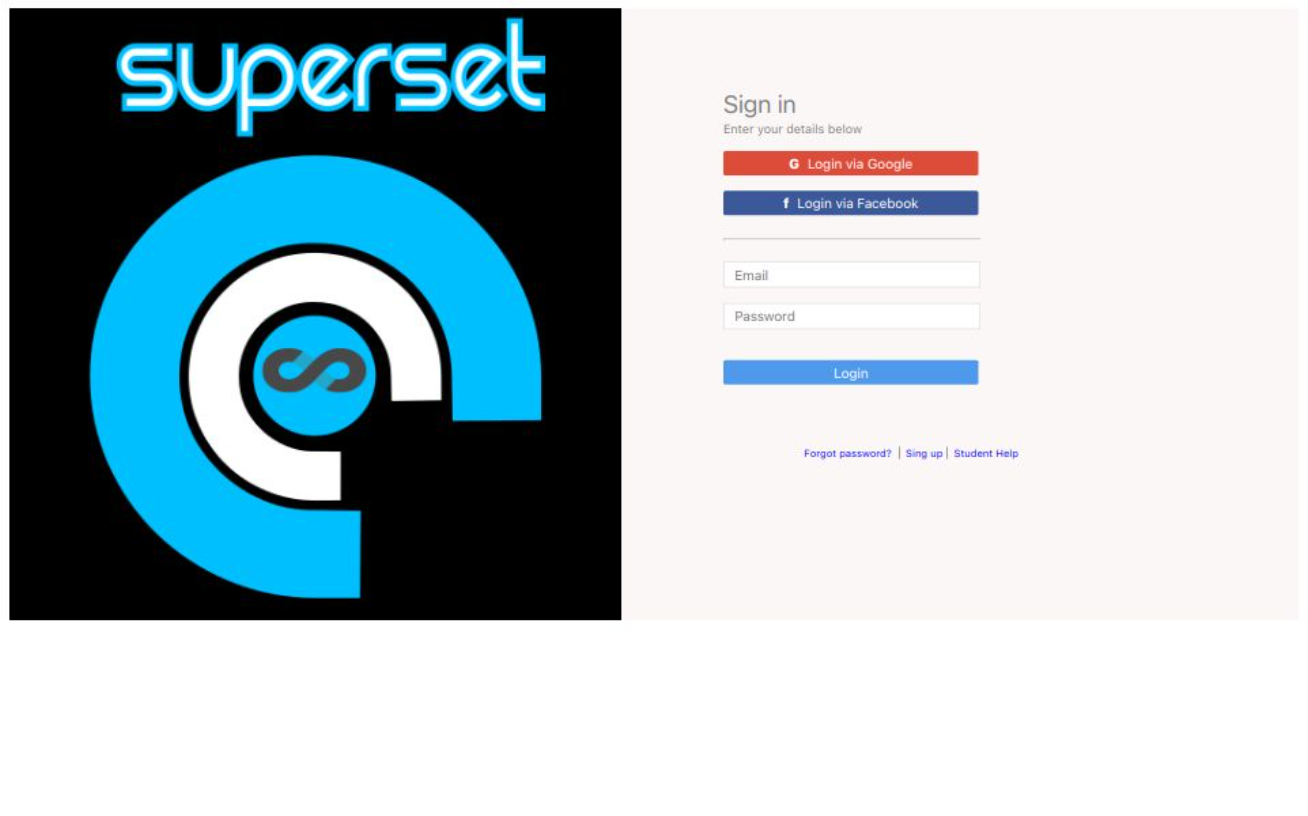 superset
Sign in
Enter your details below
G Login via Google
f Login via Facebook
Email
Password
Login
Forgot password? | Sing up | Student Help